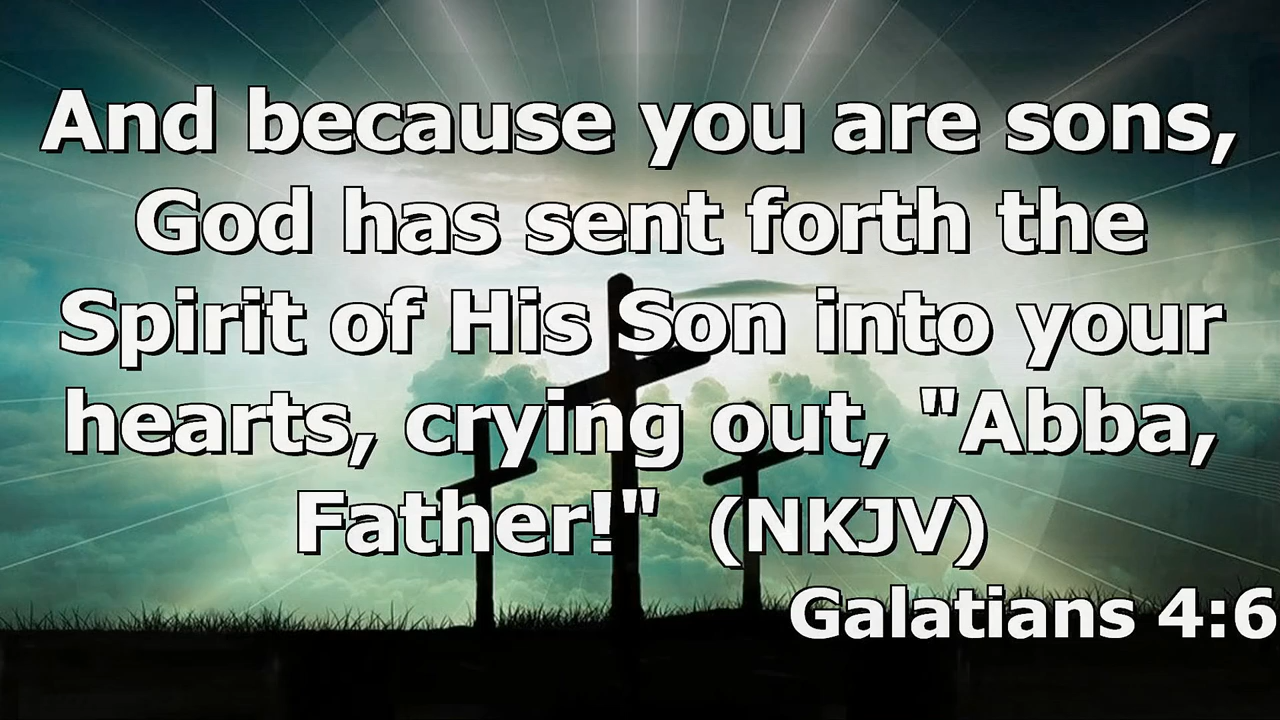 And because you are sons,
God has sent forth the
Spirit of His Son into your
hearts, crying out, "Abba,
Father!" (NKJV)
Galatians 4:6